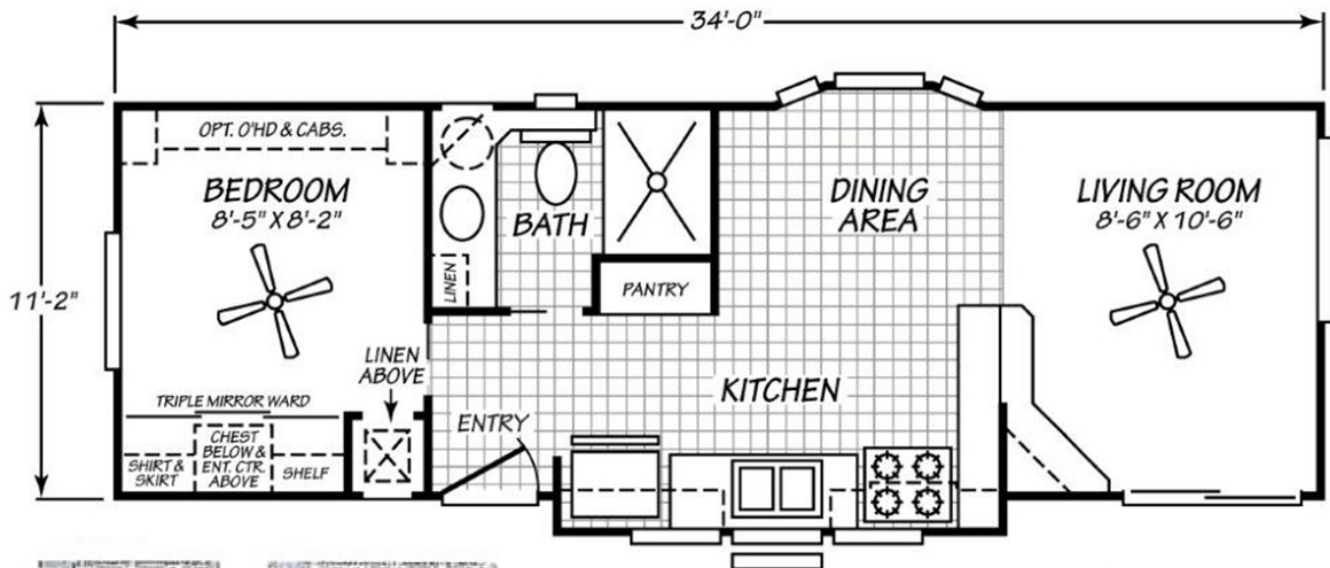 34'-0"
OPT. O'HD & CABS.
BEDROOM
8'-5" X 8'-2"
BATH
DINING
AREA
LIVING ROOM
8'-6" X 10'-6"
11'-2"
LINEN
PANTRY
LINEN
ABOVE
KITCHEN
TRIPLE MIRROR WARD
ENTRY
SHIRT &
SKIRT
CHEST
BELOW &
ENT. CTR.
ABOVE
SHELF